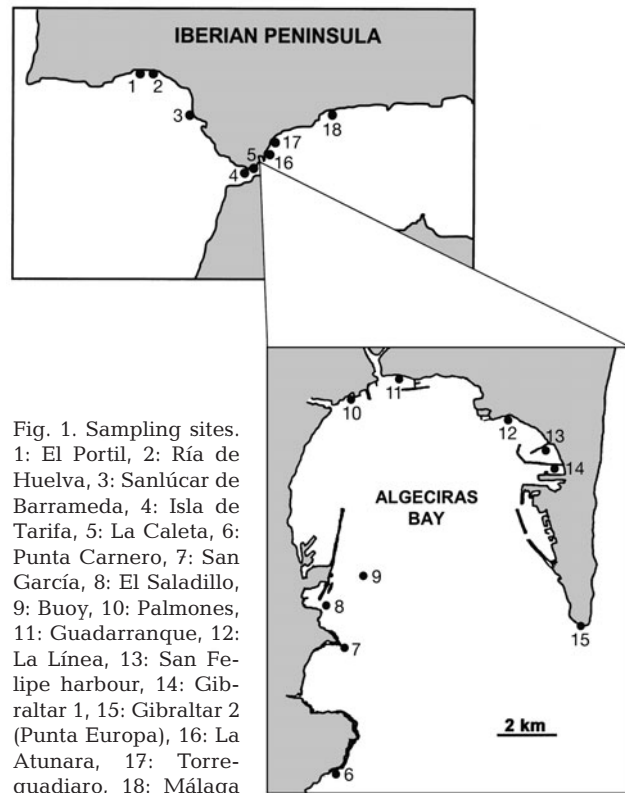 IBERIAN PENINSULA
1 2
3
18
17
5
16
4
Fig. 1. Sampling sites.
1: El Portil, 2: Ría de
Huelva, 3: Sanlúcar de
Barrameda, 4: Isla de
Tarifa, 5: La Caleta, 6:
Punta Carnero, 7: San
García, 8: El Saladillo,
9: Buoy, 10: Palmones,
11: Guadarranque, 12:
La Línea, 13: San Fe-
lipe harbour, 14: Gib-
raltar 1, 15: Gibraltar 2
(Punta Europa), 16: La
Atunara, 17: Torre-
guadiaro, 18: Málaga
11
10
12
13
14
ALGECIRAS
BAY
9
8
15
7
2 km
6